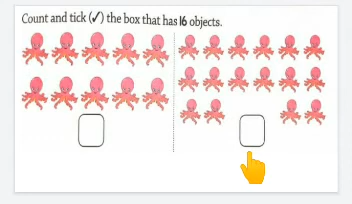 Count and tick (✓) the box that has 16 objects.